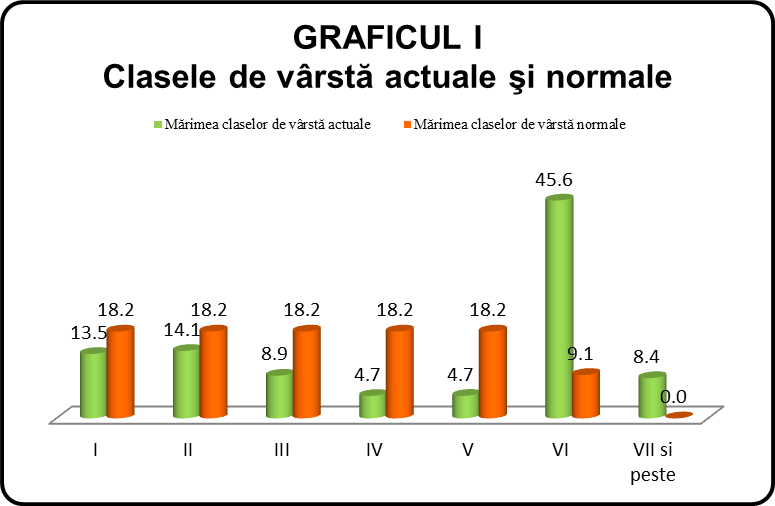 GRAFICUL I
Clasele de vârstă actuale şi normale
Mărimea claselor de vârstă actuale Mărimea claselor de vârstă normale
45.6
18.2 18.2 18.2 18.2 18.2
13.5 14.1 8.9 4.7 4.7 9.1 8.4 0.0
I II III IV V VI VII si
peste